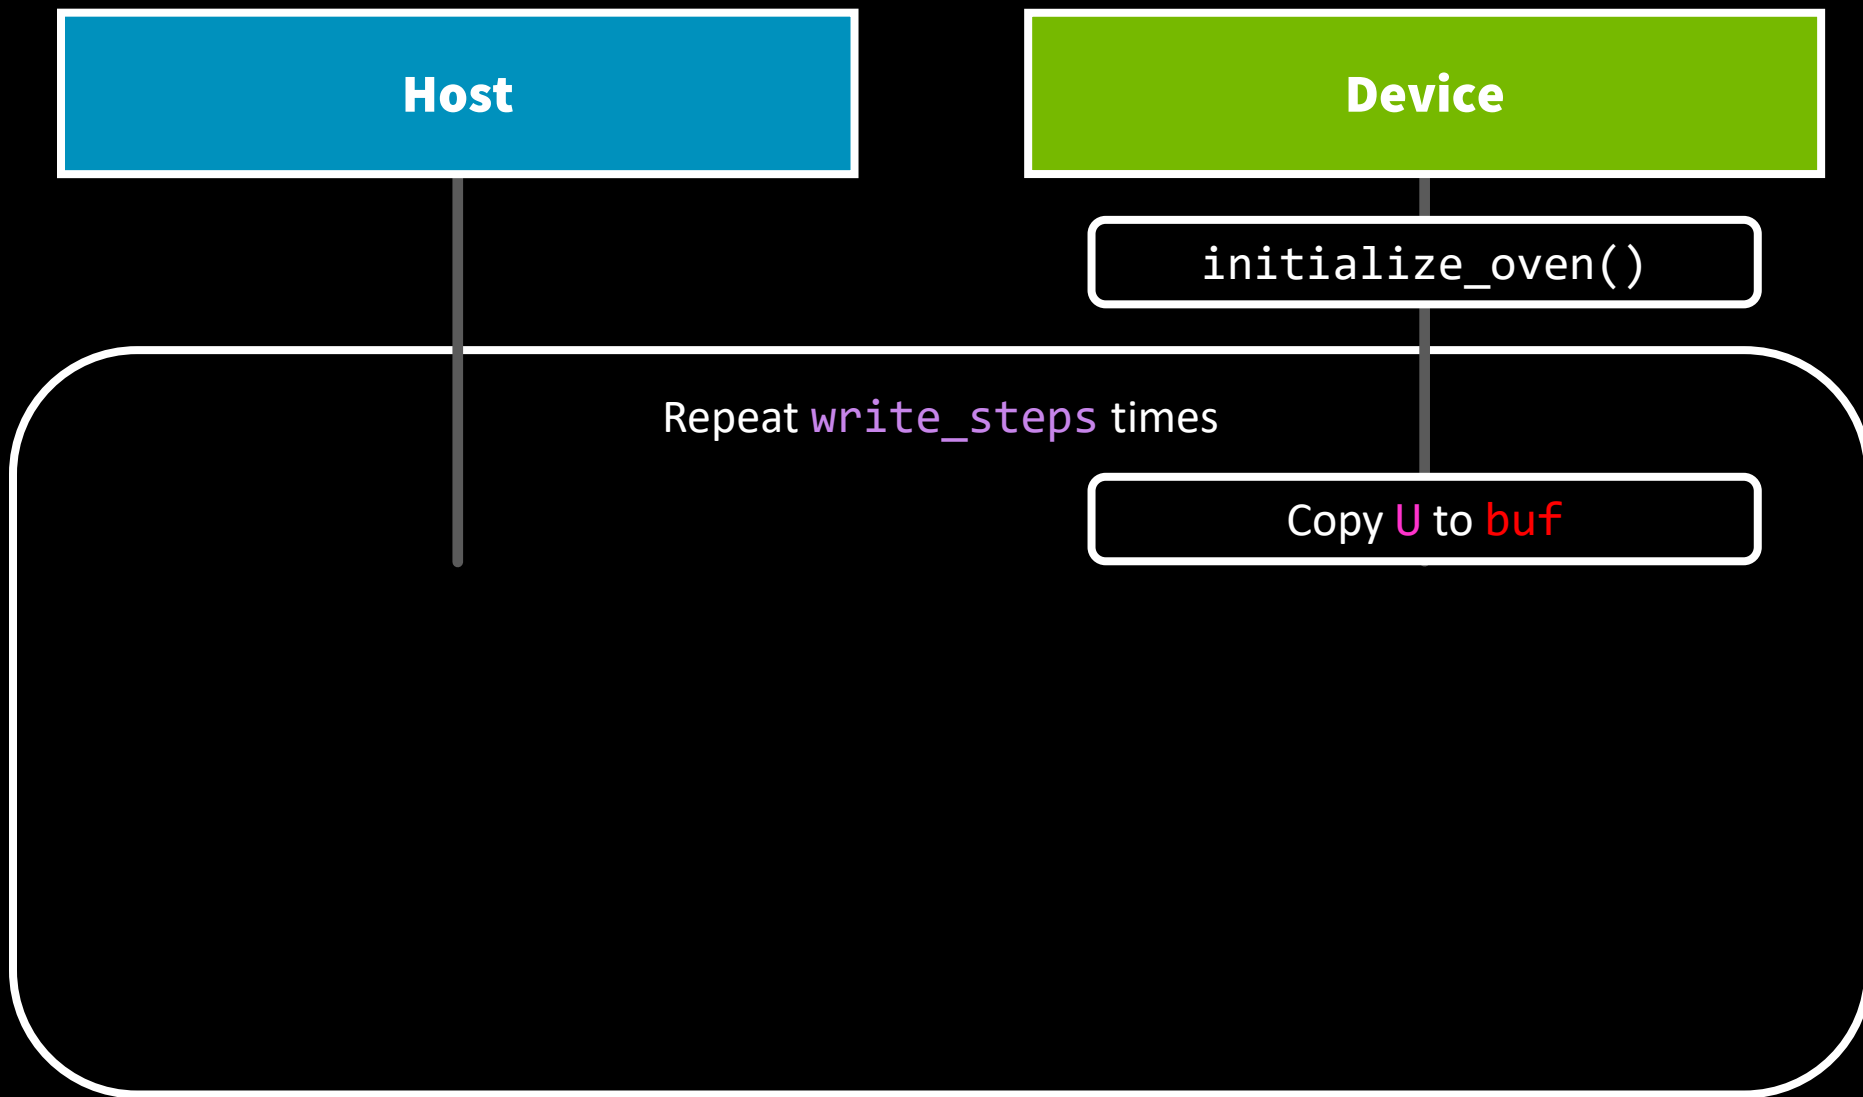 Host
Device
initialize_oven()
Repeat write_steps times
Copy U to buf